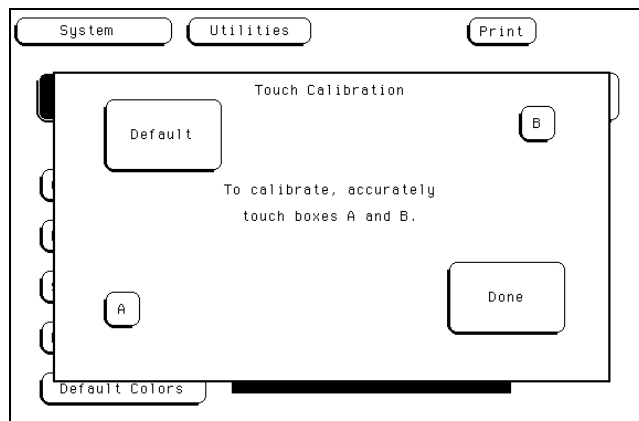 System Utilities Print
Touch Calibration
Default B
To calibrate, accurately
touch boxes A and B.
A Done
Default Colors